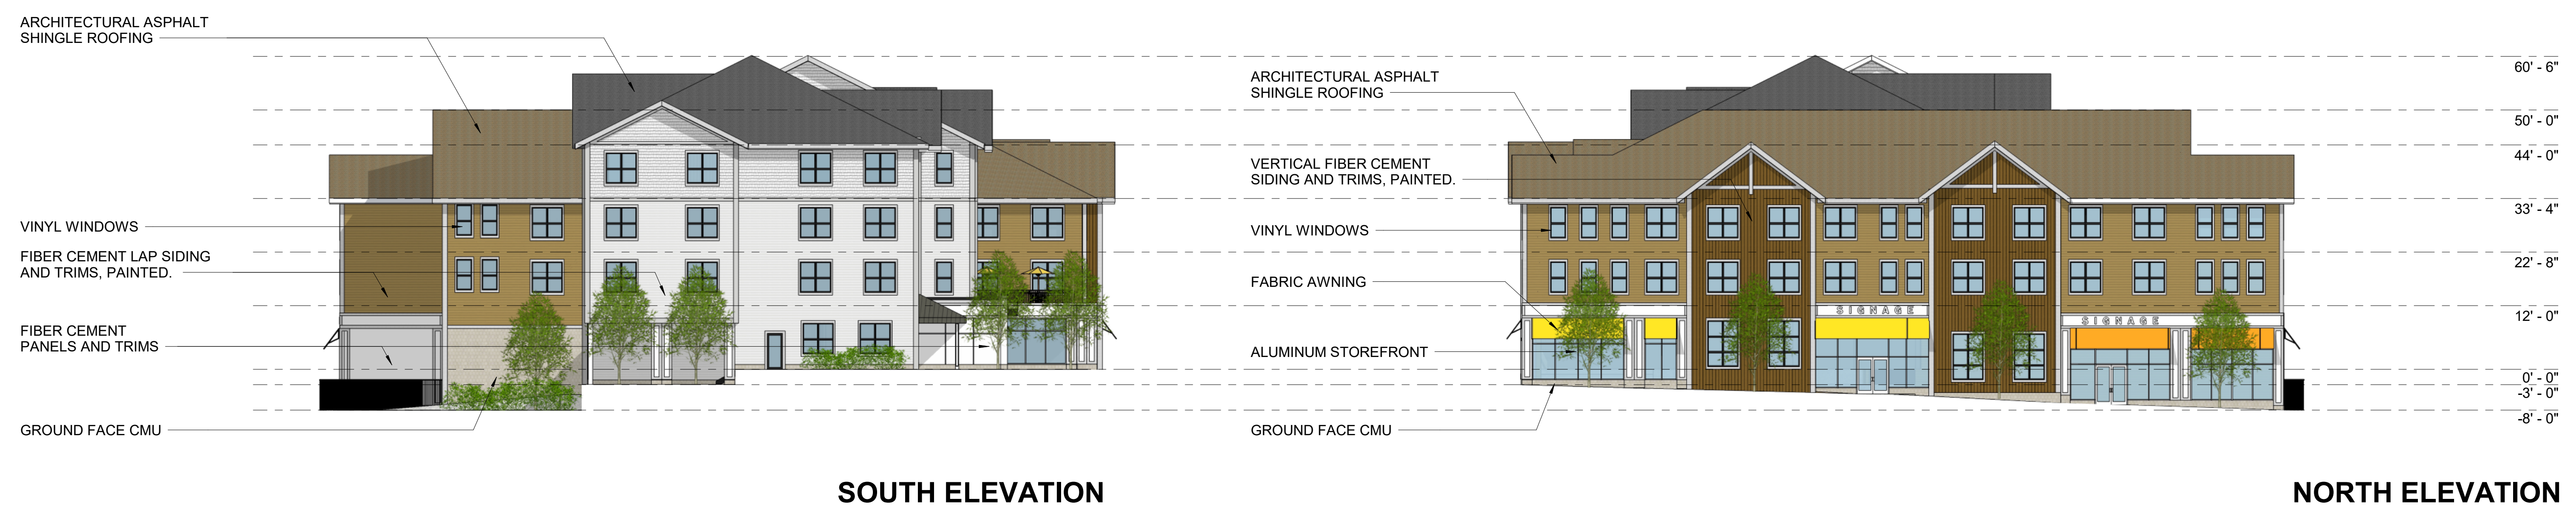 ARCHITECTURAL ASPHALT
SHINGLE ROOFING
VINYL WINDOWS
FIBER CEMENT LAP SIDING
AND TRIMS, PAINTED.
FIBER CEMENT
PANELS AND TRIMS
GROUND FACE CMU
SOUTH ELEVATION
ARCHITECTURAL ASPHALT
SHINGLE ROOFING
VERTICAL FIBER CEMENT
SIDING AND TRIMS, PAINTED.
VINYL WINDOWS
FABRIC AWNING
ALUMINUM STOREFRONT
GROUND FACE CMU
SIGNAGE
SIGNAGE
60' - 6"
50' - 0"
44' - 0"
33' - 4"
22' - 8"
12' - 0"
0' - 0"
-3' - 0"
-8' - 0"
NORTH ELEVATION